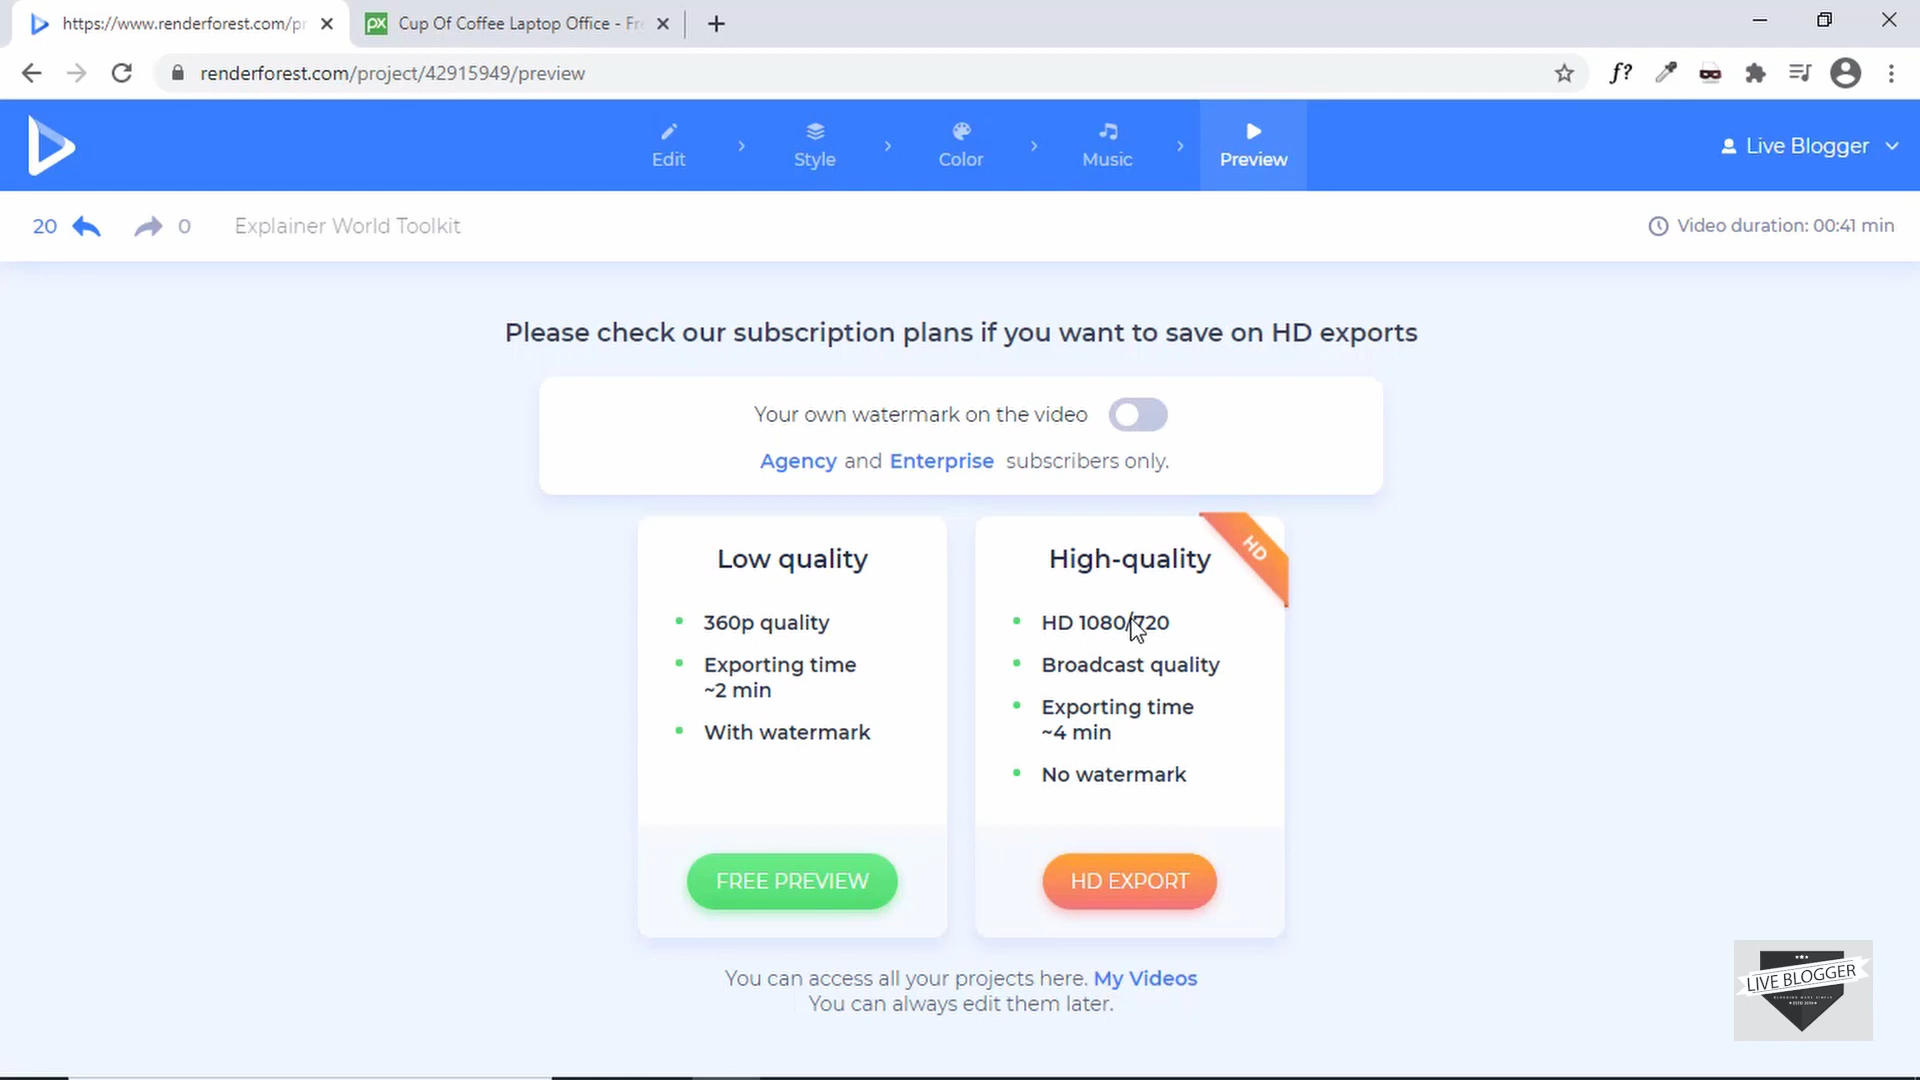 https://www.renderforest.com/pr
px
Cup Of Coffee Laptop Office - Fre
renderforest.com/project/42915949/preview
f?
Edit
Style
Color
Music
Preview
Live Blogger
20
0
Explainer World Toolkit
Video duration: 00:41 min
Please check our subscription plans if you want to save on HD exports
Your own watermark on the video
Agency and Enterprise subscribers only.
Low quality
360p quality
Exporting time
~2 min
With watermark
FREE PREVIEW
High-quality
HD
HD 1080/720
Broadcast quality
Exporting time
~4 min
No watermark
HD EXPORT
You can access all your projects here. My Videos
You can always edit them later.
LIVE BLOGGER